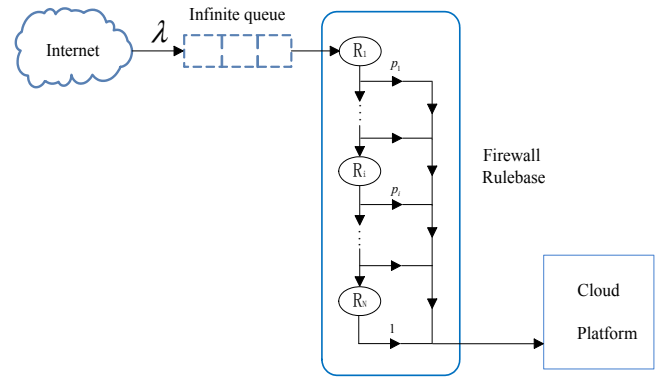 Infinite queue
Internet
λ
R1
p1
Ri
pi
Firewall
Rulebase
RN
1
Cloud
Platform